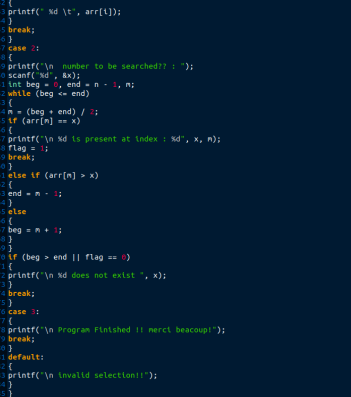 {
printf(" %d \t", arr[i]);
}
break;
}
case 2:
{
printf("\n  number to be searched?? : ");
scanf("%d", &x);
int beg = 0, end = n - 1, m;
while (beg <= end)
{
m = (beg + end) / 2;
if (arr[m] == x)
{
printf("\n %d is present at index : %d", x, m);
flag = 1;
break;
}
else if (arr[m] > x)
{
end = m - 1;
}
else
{
beg = m + 1;
}
}
if (beg > end || flag == 0)
{
printf("\n %d does not exist ", x);
}
break;
}
case 3:
{
printf("\n Program Finished !! merci beacoup!");
break;
}
default:
{
printf("\n invalid selection!!");
}
}